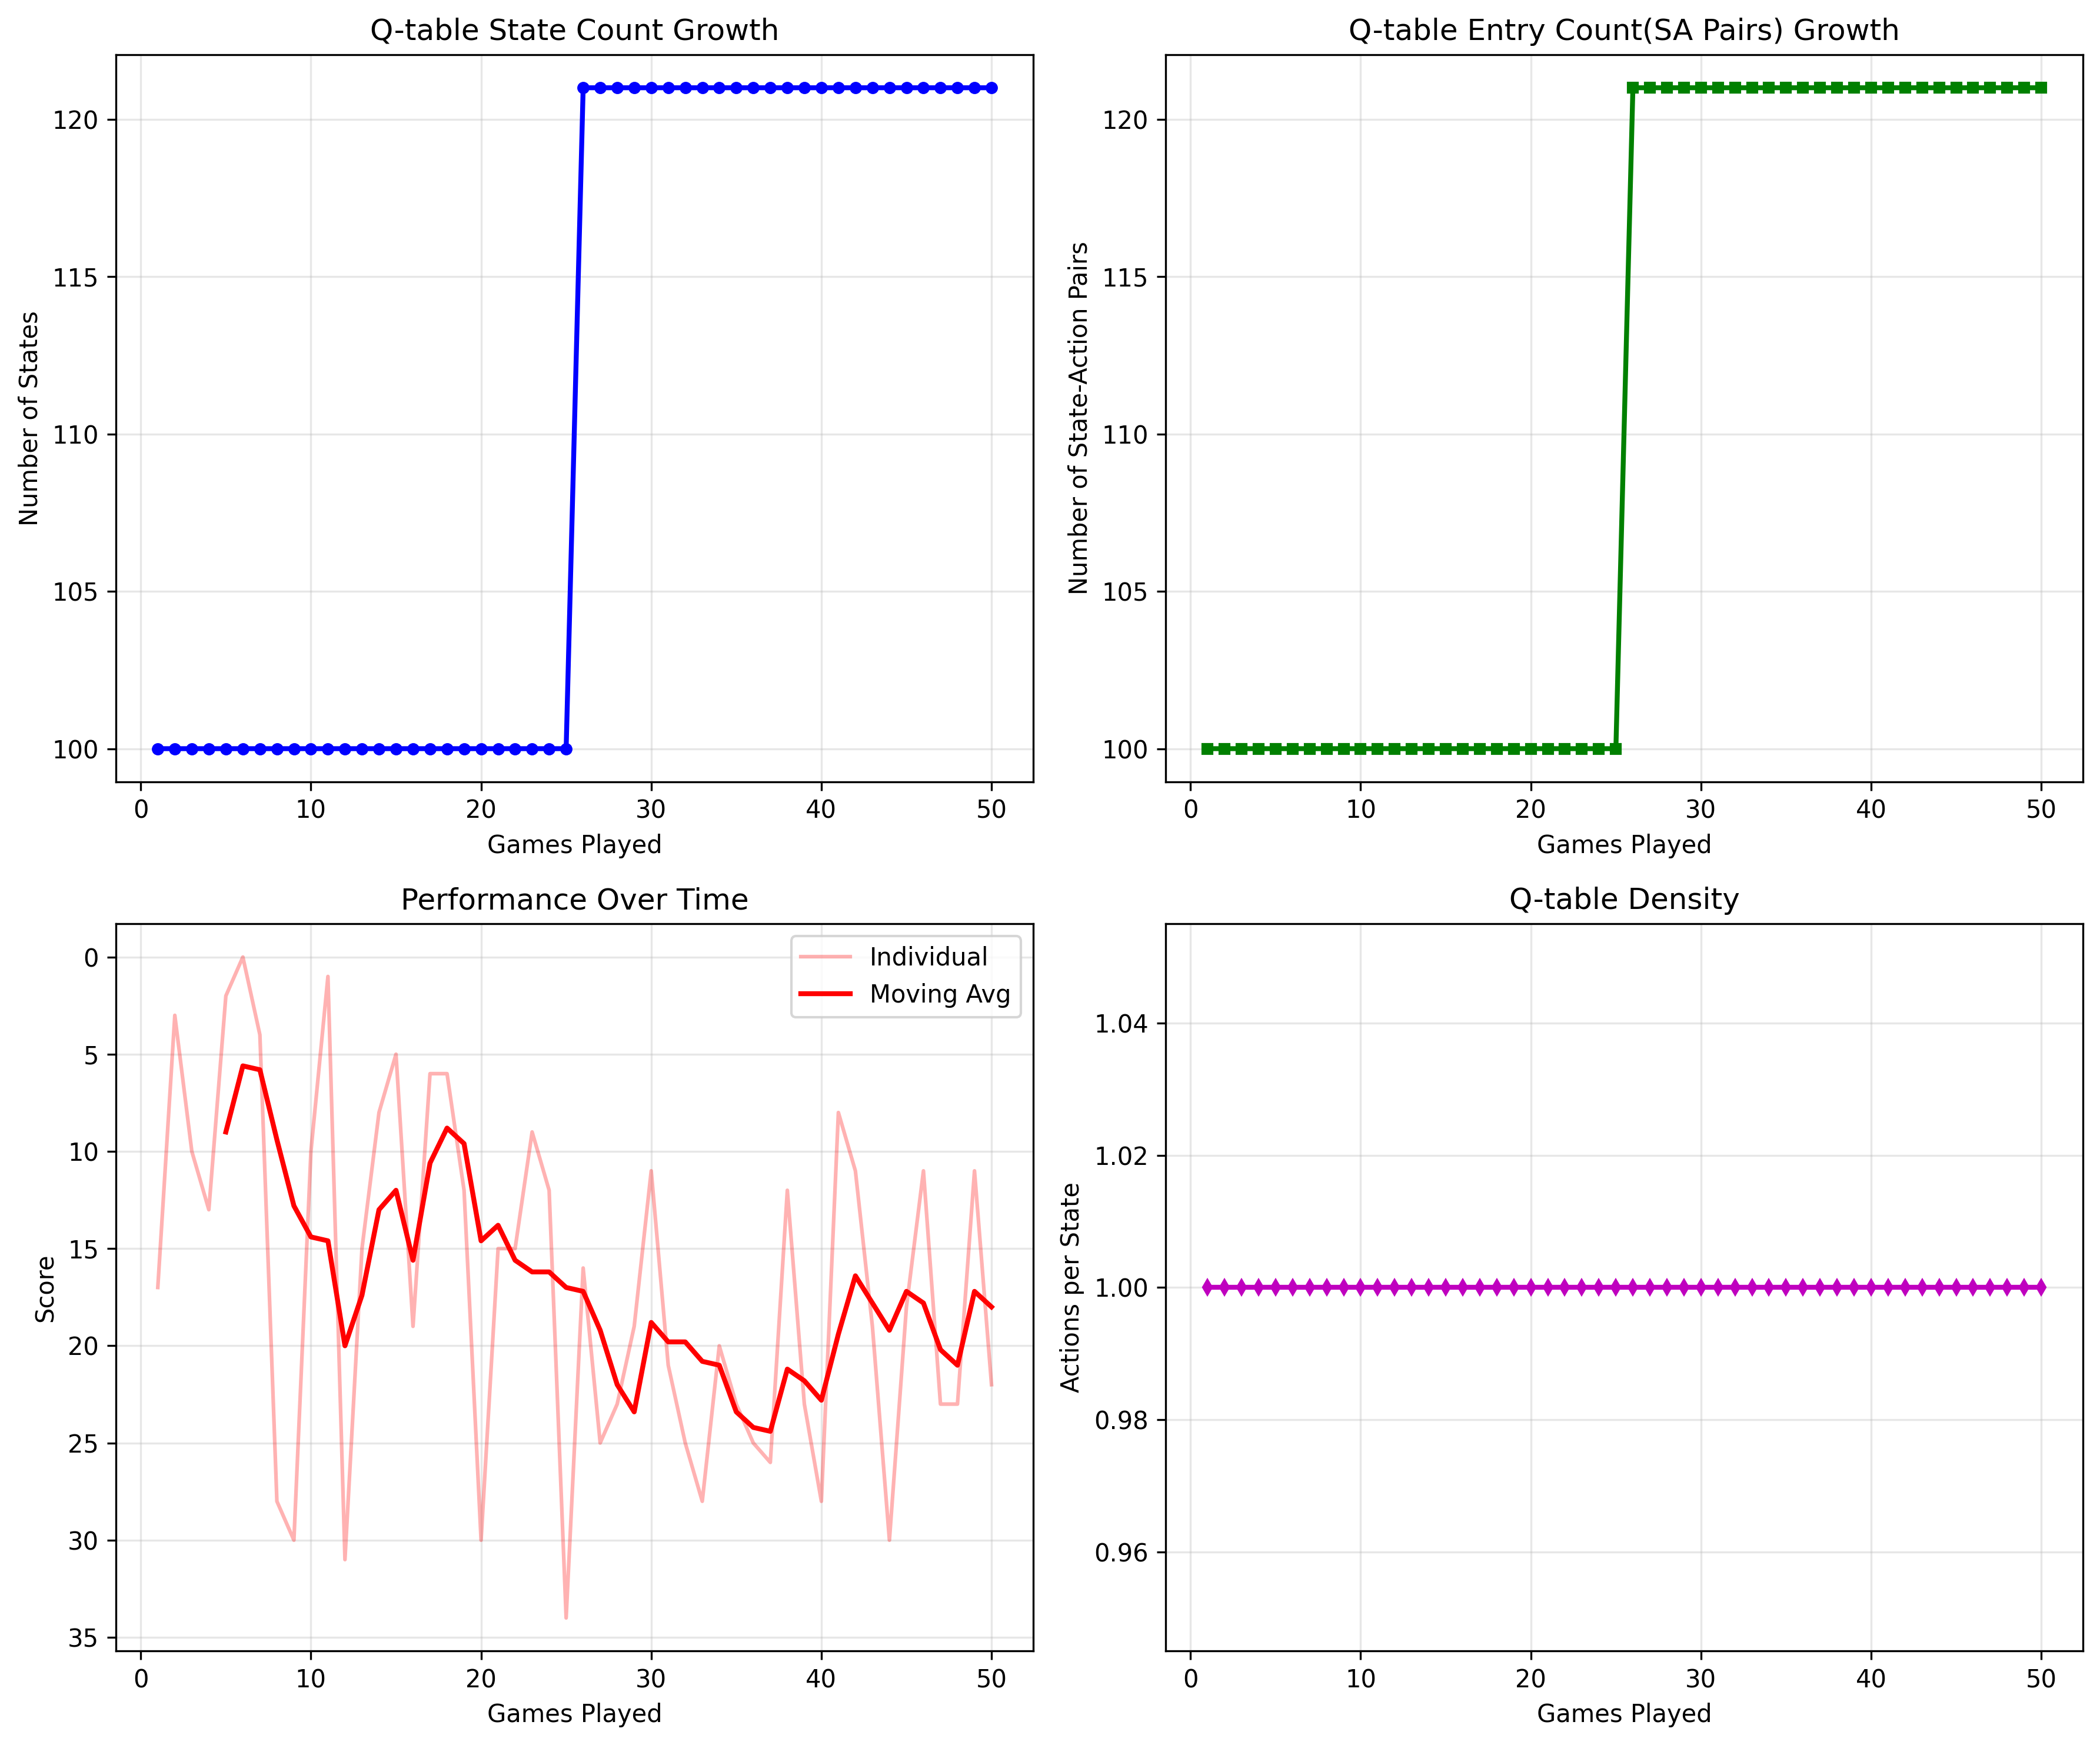 Q-table State Count Growth
Number of States
120
115
110
105
100
0 10 20 30 40 50
Games Played
Q-table Entry Count(SA Pairs) Growth
Number of State-Action Pairs
120
115
110
105
100
0 10 20 30 40 50
Games Played
Performance Over Time
Individual
Moving Avg
Score
0
5
10
15
20
25
30
35
0 10 20 30 40 50
Games Played
Q-table Density
Actions per State
1.04
1.02
1.00
0.98
0.96
0 10 20 30 40 50
Games Played